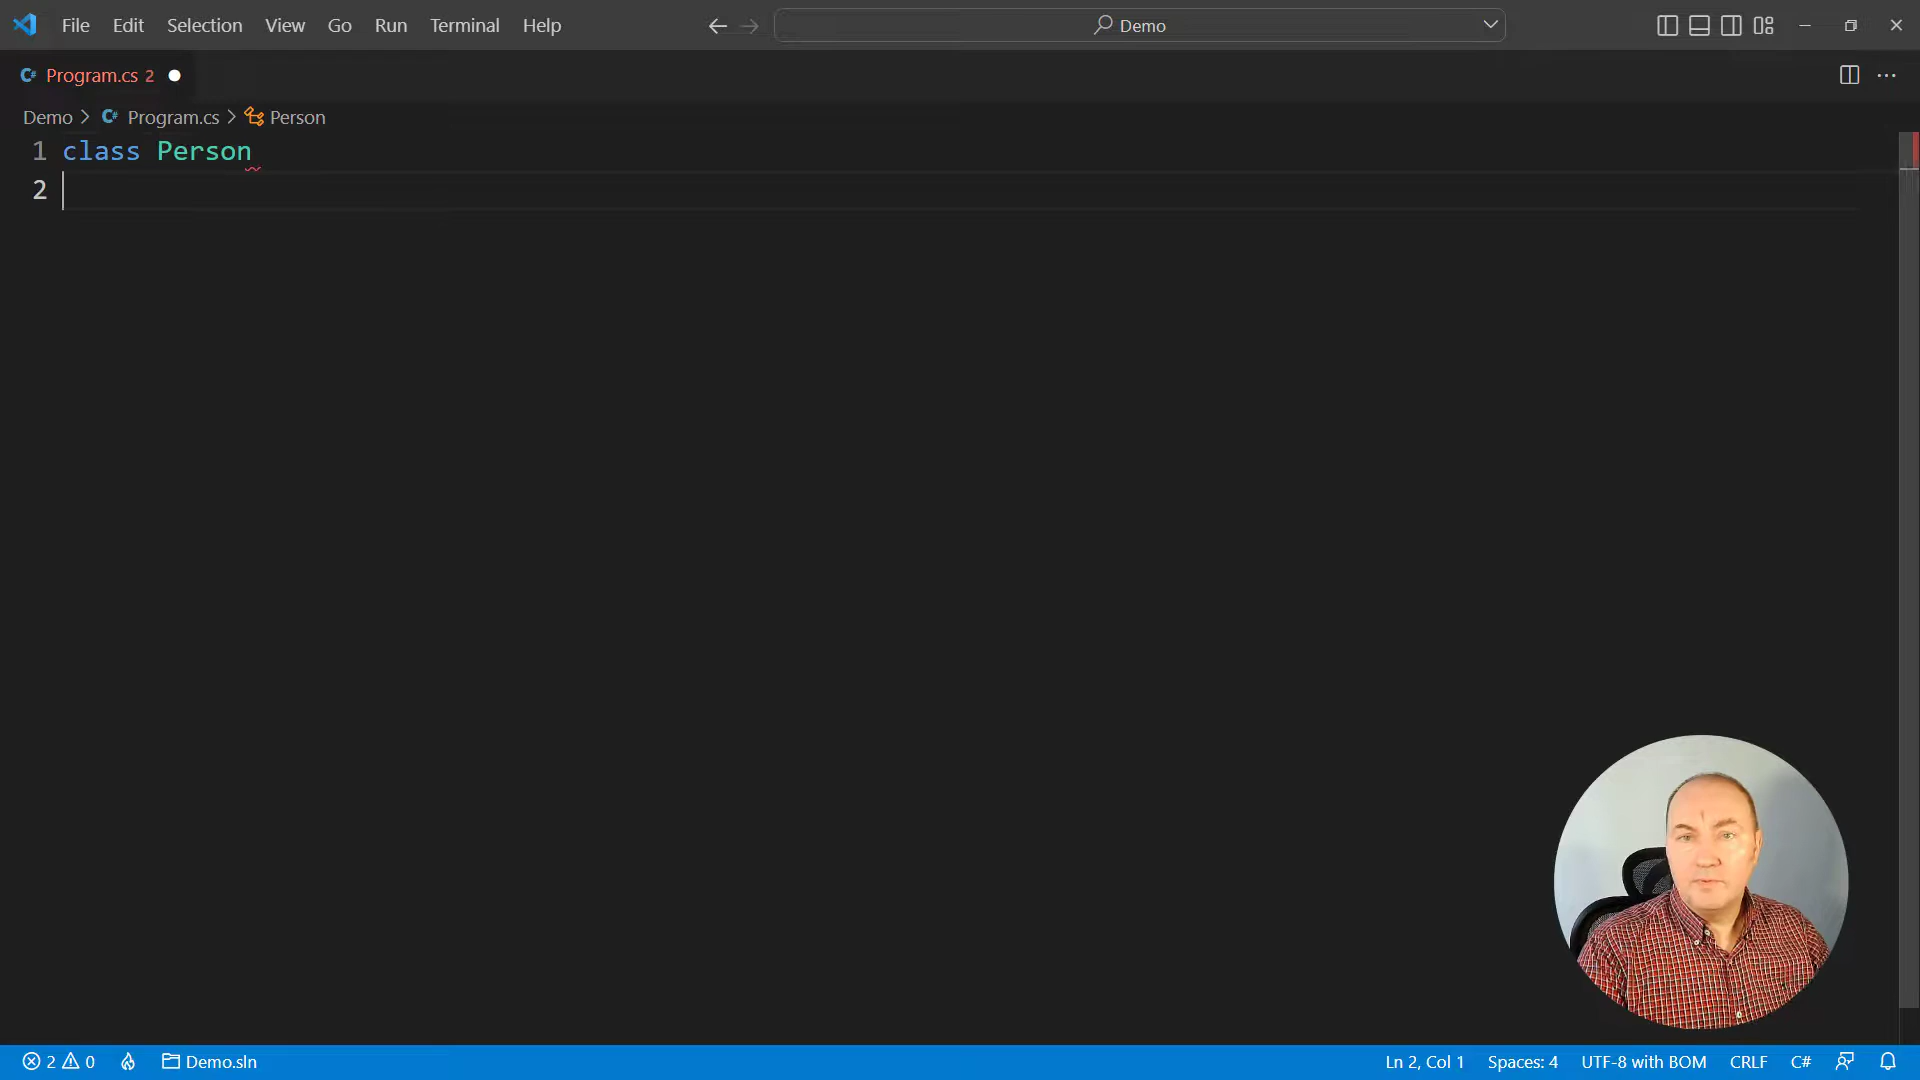 File Edit Selection View Go Run Terminal Help
Demo
Program.cs 2
Demo > Program.cs > Person
1 class Person
2
2 0 Demo.sln
Ln 2, Col 1 Spaces: 4 UTF-8 with BOM CRLF C#